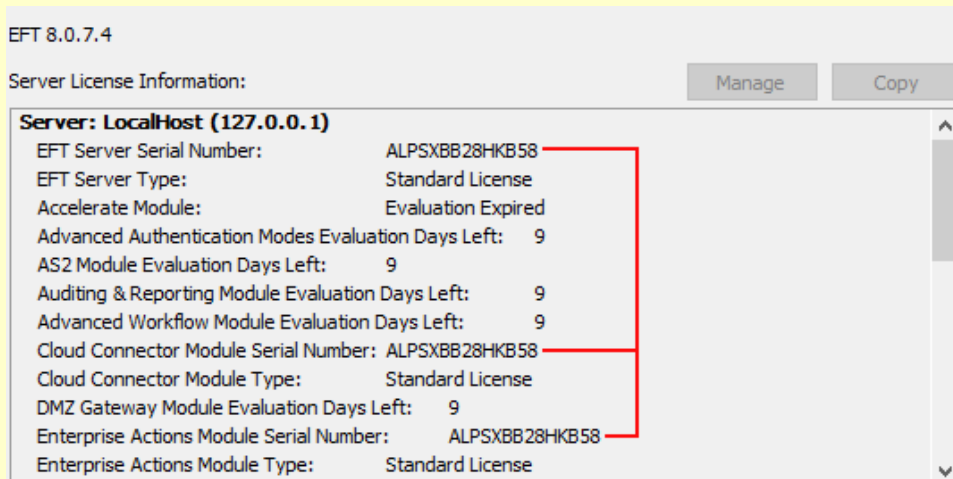 EFT 8.0.7.4
Server License Information: Manage Copy
Server: LocalHost (127.0.0.1)
EFT Server Serial Number: ALPSXBB28HKB58
EFT Server Type: Standard License
Accelerate Module: Evaluation Expired
Advanced Authentication Modes Evaluation Days Left: 9
AS2 Module Evaluation Days Left: 9
Auditing & Reporting Module Evaluation Days Left: 9
Advanced Workflow Module Evaluation Days Left: 9
Cloud Connector Module Serial Number: ALPSXBB28HKB58
Cloud Connector Module Type: Standard License
DMZ Gateway Module Evaluation Days Left: 9
Enterprise Actions Module Serial Number: ALPSXBB28HKB58
Enterprise Actions Module Type: Standard License